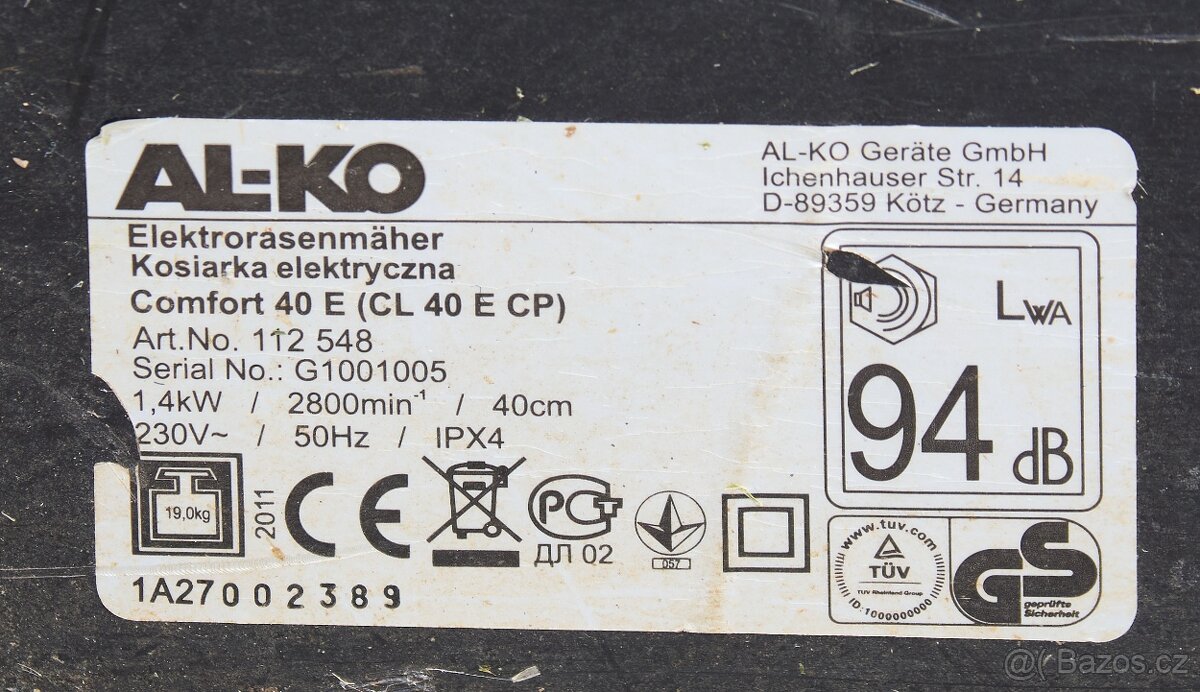 AL-KO
AL-KO Geräte GmbH
Ichenhauser Str. 14
D-89359 Kötz - Germany
Elektrorasenmäher
Kosiarka elektryczna
Comfort 40 E (CL 40 E CP)
Art.No. 112 548
Serial No.: G1001005
1,4kW / 2800min⁻¹ / 40cm
230V~ / 50Hz / IPX4
LWA
94 dB
19,0kg
2011
CE
PCT
ДЛ 02
057
www.tuv.com
TÜV
TÜV Rheinland Group
ID:1000000000
GS
geprüfte
Sicherheit
1A27002389
@( Bazos.cz